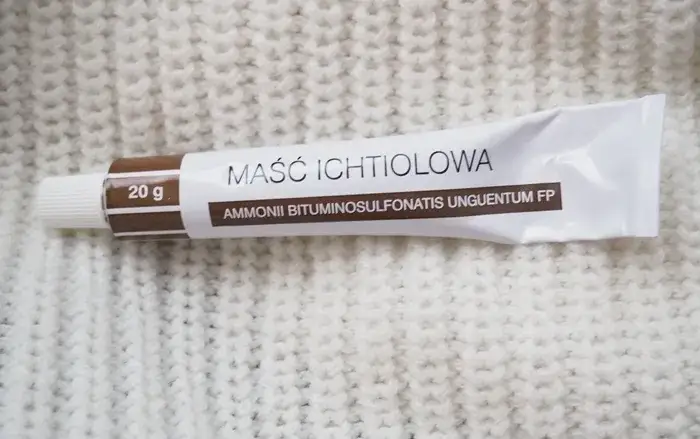 20 g
MAŚĆ ICHTIOLOWA
AMMONII BITUMINOSULFONATIS UNGUENTUM FP